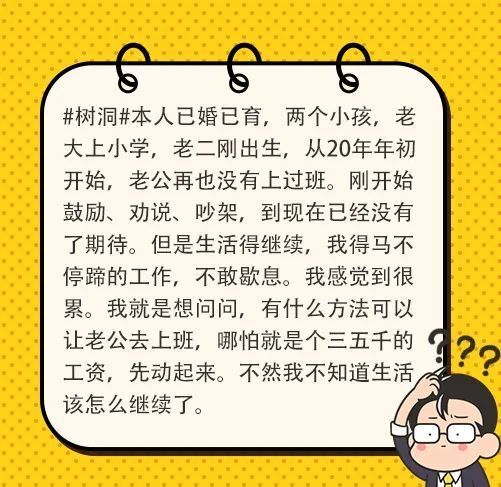 #树洞#本人已婚已育，两个小孩，老
大上小学，老二刚出生，从20年年初
开始，老公再也没有上过班。刚开始
鼓励、劝说、吵架，到现在已经没有
了期待。但是生活得继续，我得马不
停蹄的工作，不敢歇息。我感觉到很
累。我就是想问问，有什么方法可以
让老公去上班，哪怕就是个三五千的
工资，先动起来。不然我不知道生活
该怎么继续了。
???